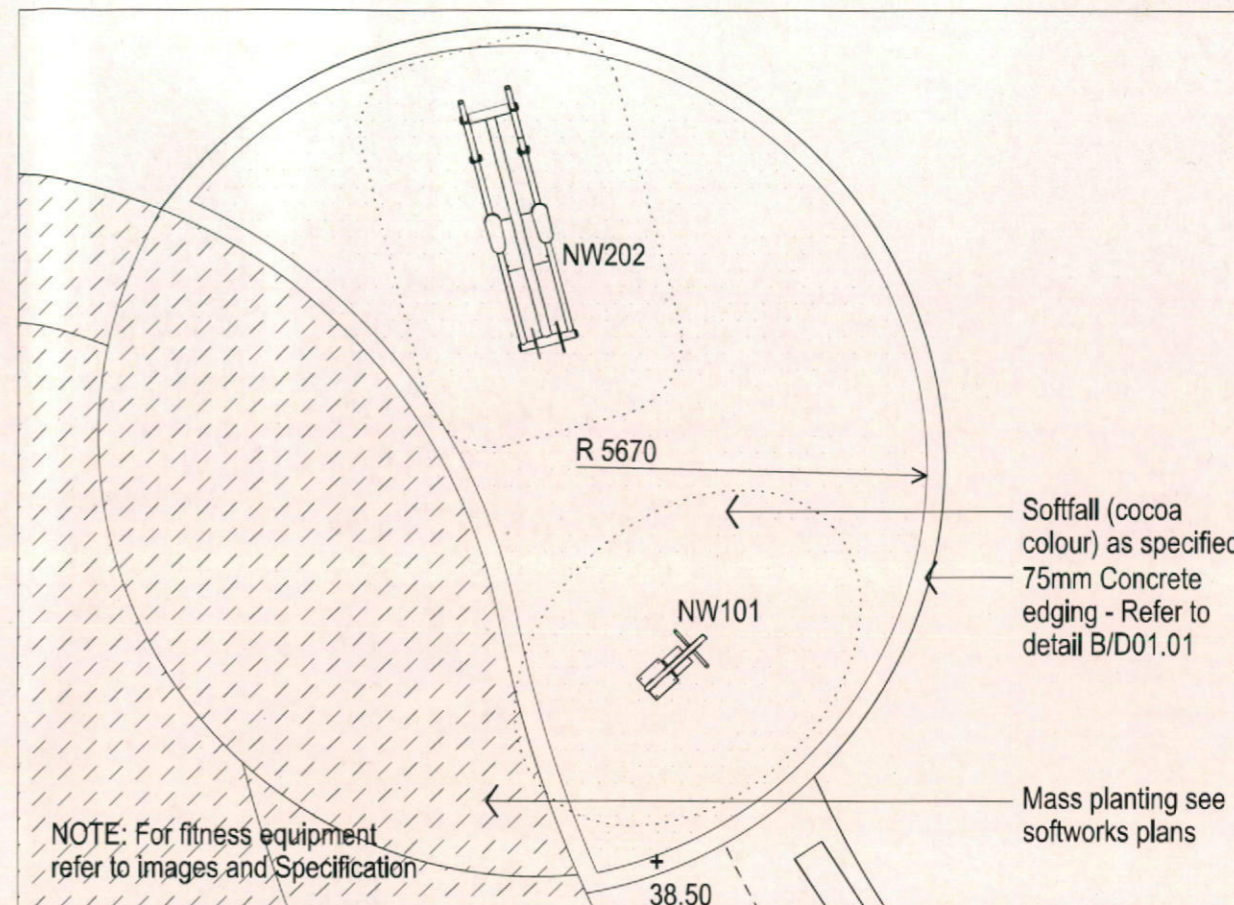 NW202
R 5670
Softfall (cocoa
colour) as specified
75mm Concrete
edging - Refer to
detail B/D01.01
NW101
Mass planting see
softworks plans
NOTE: For fitness equipment
refer to images and Specification
38.50